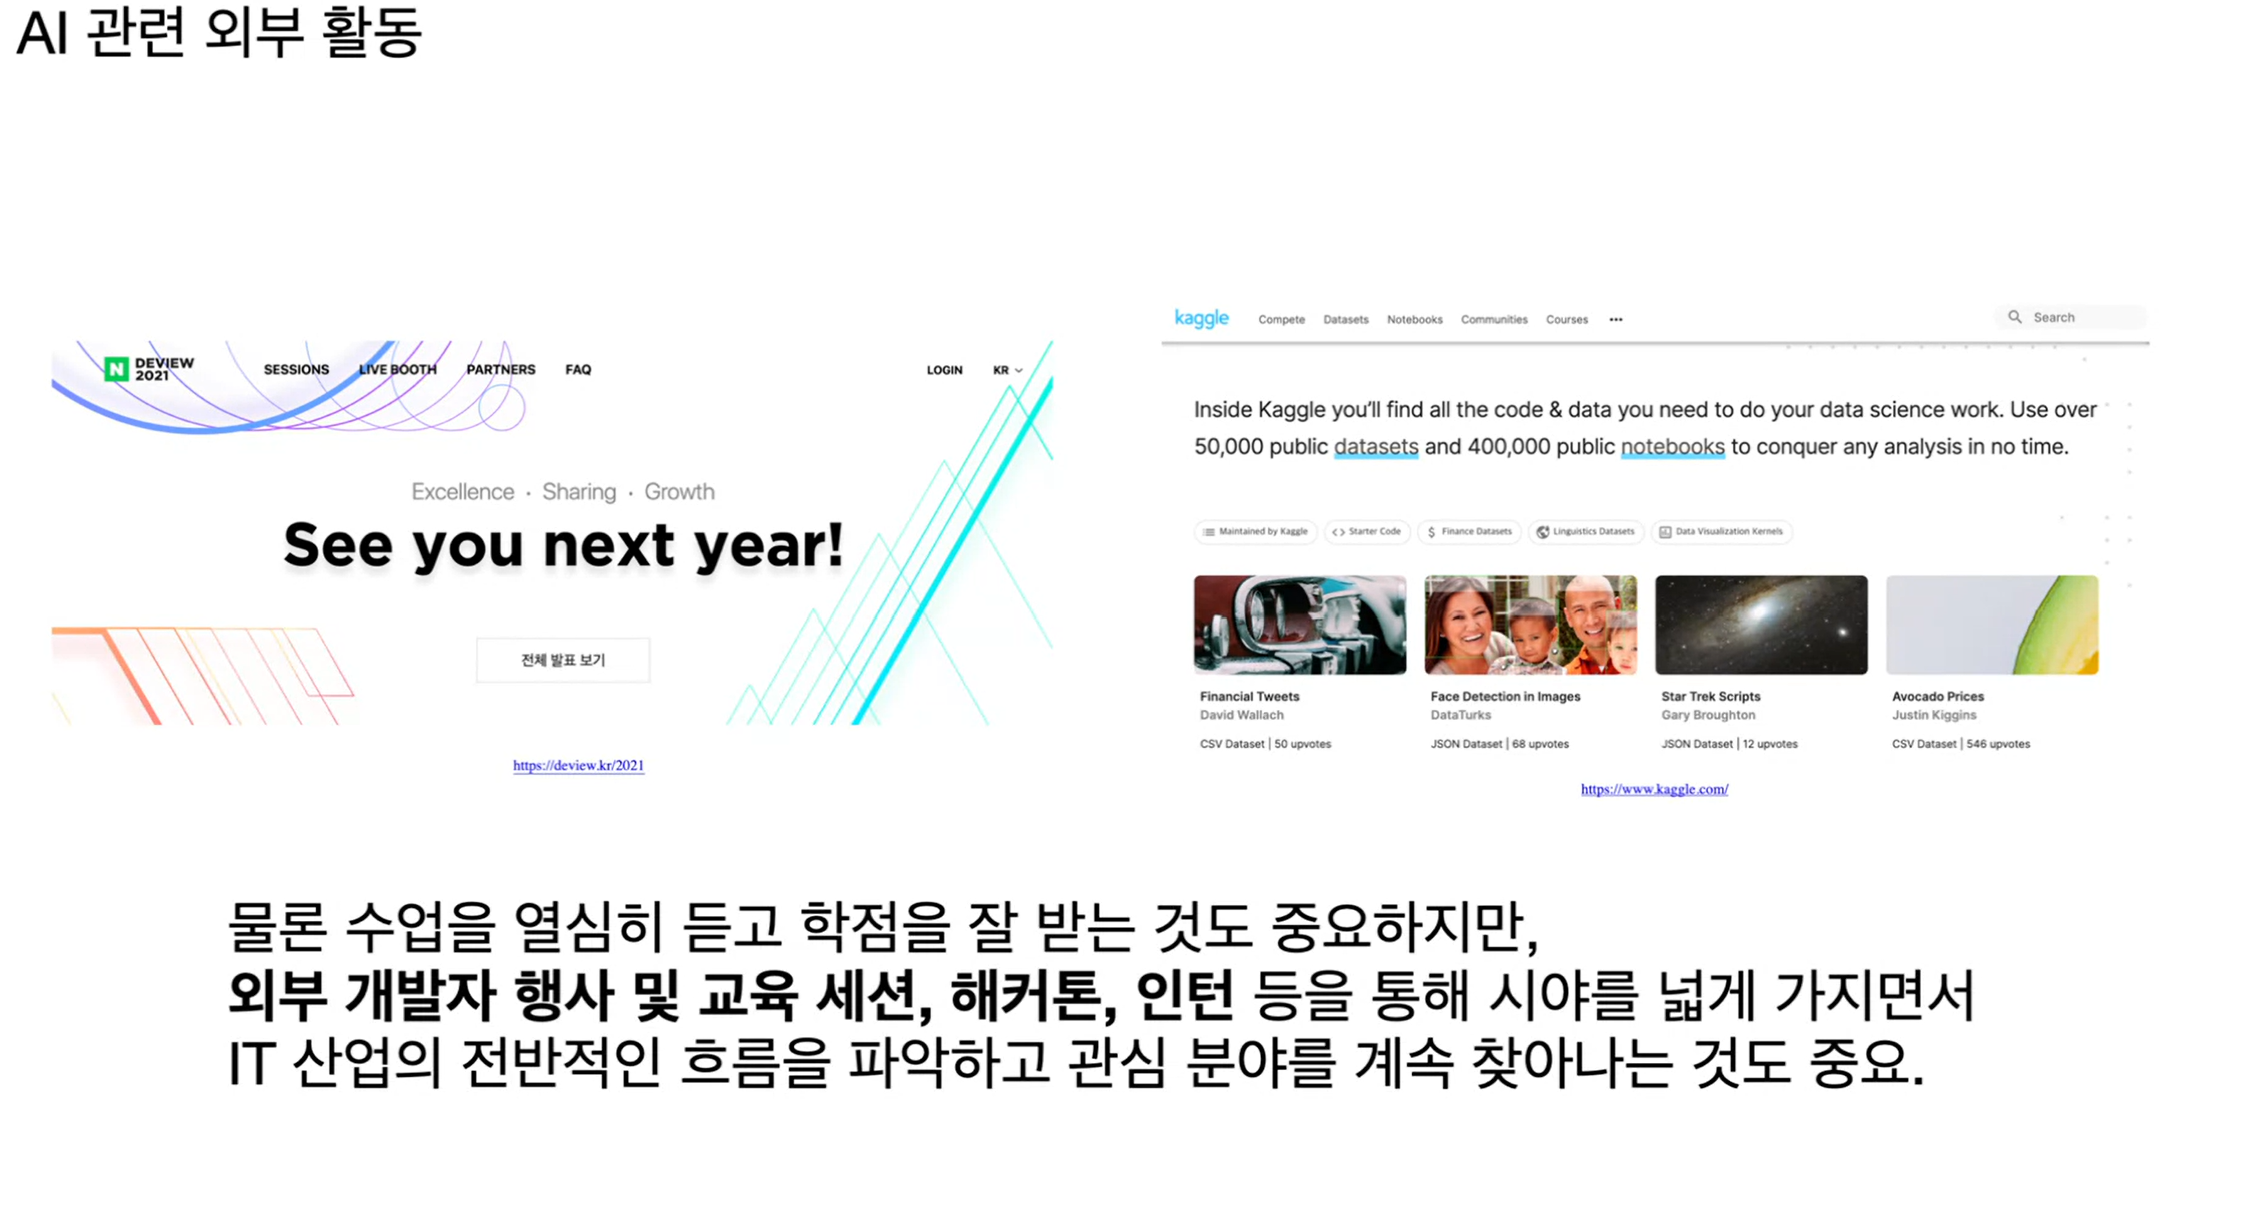 AI 관련 외부 활동
DEVIEW
2021
SESSIONS LIVE BOOTH PARTNERS FAQ
LOGIN KR
Excellence · Sharing · Growth
See you next year!
전체 발표 보기
https://deview.kr/2021
kaggle Compete Datasets Notebooks Communities Courses ••• Search
Inside Kaggle you'll find all the code & data you need to do your data science work. Use over
50,000 public datasets and 400,000 public notebooks to conquer any analysis in no time.
Maintained by Kaggle <> Starter Code $ Finance Datasets Linguistics Datasets Data Visualization Kernels
Financial Tweets
David Wallach
CSV Dataset | 50 upvotes
Face Detection in Images
DataTurks
JSON Dataset | 68 upvotes
Star Trek Scripts
Gary Broughton
JSON Dataset | 12 upvotes
Avocado Prices
Justin Kiggins
CSV Dataset | 546 upvotes
https://www.kaggle.com/
물론 수업을 열심히 듣고 학점을 잘 받는 것도 중요하지만,
외부 개발자 행사 및 교육 세션, 해커톤, 인턴 등을 통해 시야를 넓게 가지면서
IT 산업의 전반적인 흐름을 파악하고 관심 분야를 계속 찾아나는 것도 중요.